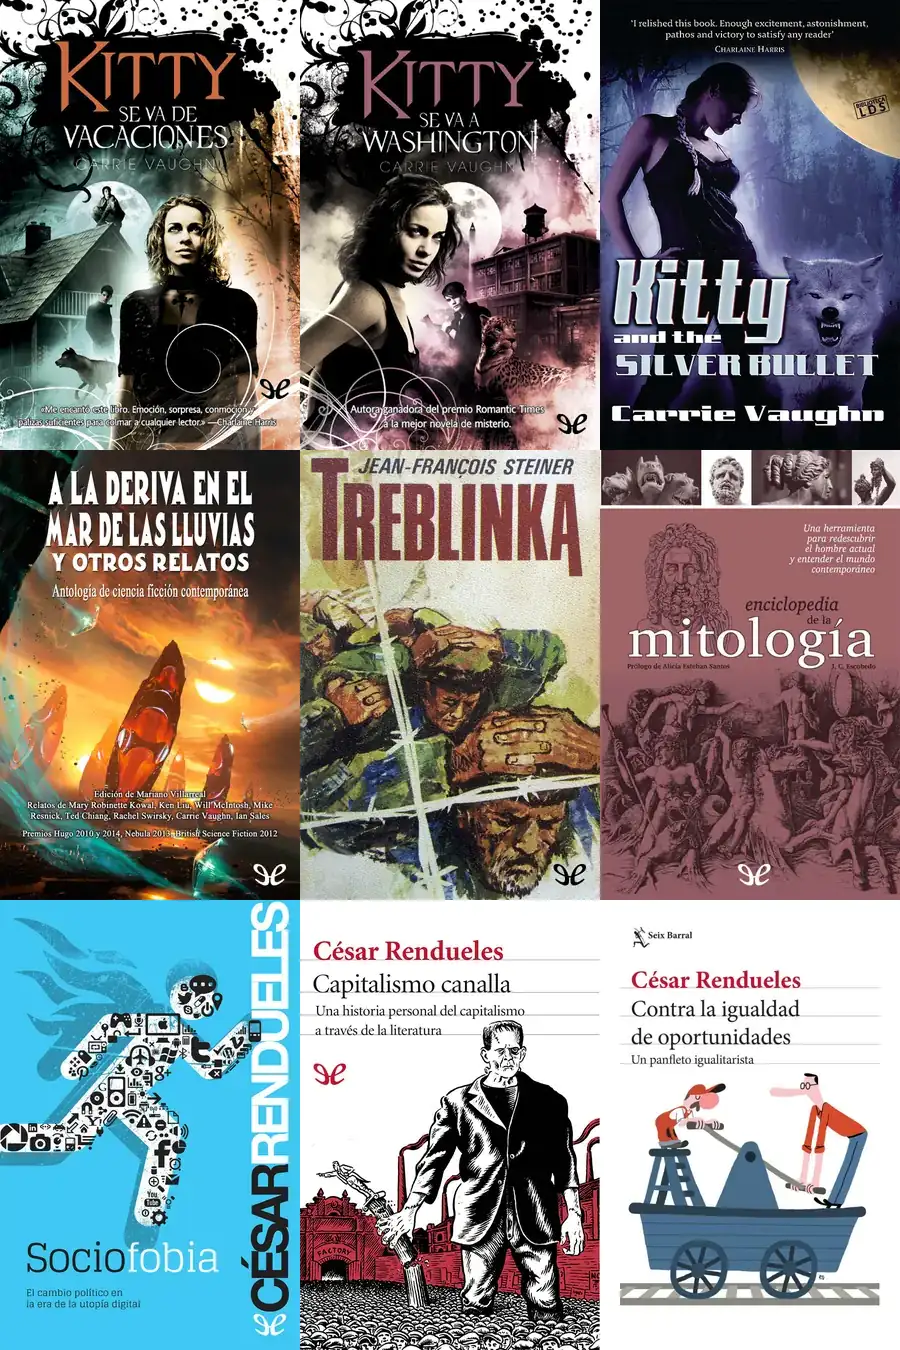 KITTY
SE VA DE
VACACIONES
CARRIE VAUGHN
«Me encantó este libro. Emoción, sorpresa, conmoción y
palizas suficientes para colmar a cualquier lector.» —Charlaine Harris
KITTY
SE VA A
WASHINGTON
CARRIE VAUGHN
Autora ganadora del premio Romantic Times
a la mejor novela de misterio.
'I relished this book. Enough excitement, astonishment,
pathos and victory to satisfy any reader'
CHARLAINE HARRIS
BIBLIOTECA
LDS
Kitty
and the
SILVER BULLET
Carrie Vaughn
A LA DERIVA EN EL
MAR DE LAS LLUVIAS
Y OTROS RELATOS
Antología de ciencia ficción contemporánea
Edición de Mariano Villarreal
Relatos de Mary Robinette Kowal, Ken Liu, Will McIntosh, Mike
Resnick, Ted Chiang, Rachel Swirsky, Carrie Vaughn, Ian Sales
Premios Hugo 2010 y 2014, Nebula 2013, British Science Fiction 2012
JEAN-FRANÇOIS STEINER
TREBLINKA
Una herramienta
para redescubrir
el hombre actual
y entender el mundo
contemporáneo
enciclopedia
de la
mitología
Prólogo de Alicia Esteban Santos
J. C. Escobedo
CÉSAR RENDUELES
Sociofobia
El cambio político en
la era de la utopía digital
César Rendueles
Capitalismo canalla
Una historia personal del capitalismo
a través de la literatura
FACTORY
Seix Barral
César Rendueles
Contra la igualdad
de oportunidades
Un panfleto igualitarista